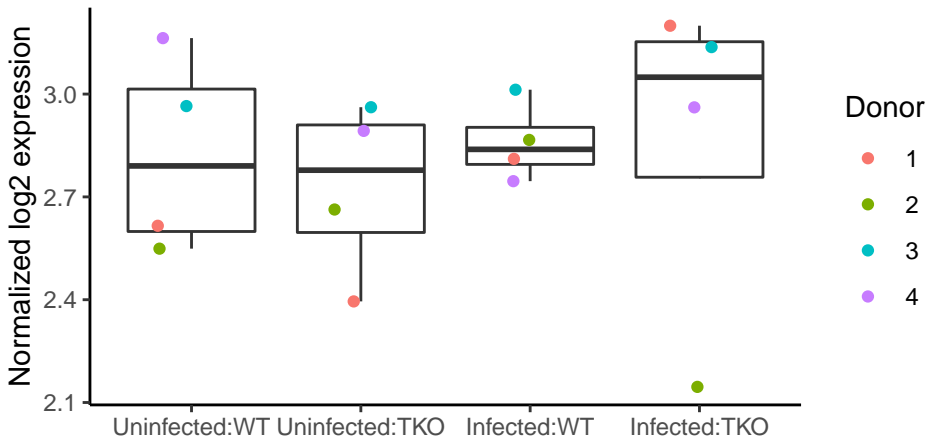 Normalized log2 expression
3.0
2.7
2.4
2.1
Uninfected:WT Uninfected:TKO Infected:WT Infected:TKO
Donor
1
2
3
4